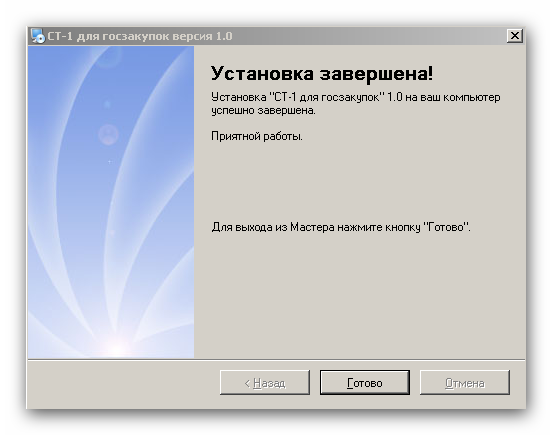 СТ-1 для госзакупок версия 1.0
Установка завершена!
Установка "СТ-1 для госзакупок" 1.0 на ваш компьютер
успешно завершена.
Приятной работы.
Для выхода из Мастера нажмите кнопку "Готово".
< Назад
Готово
Отмена